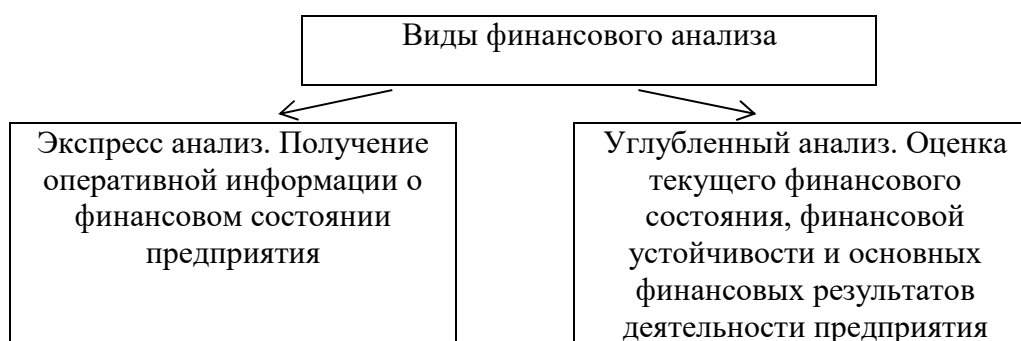 Виды финансового анализа
Экспресс анализ. Получение
оперативной информации о
финансовом состоянии
предприятия
Углубленный анализ. Оценка
текущего финансового
состояния, финансовой
устойчивости и основных
финансовых результатов
деятельности предприятия